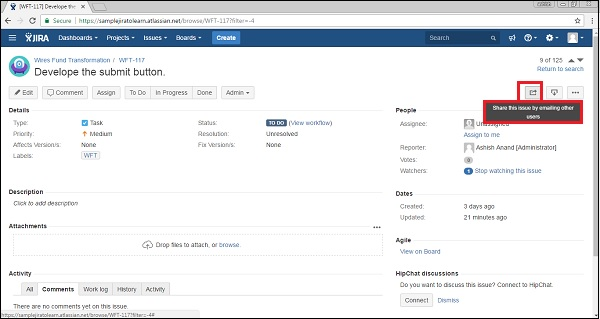 [WFT-117] Develope the s
Secure https://samplejiratolearn.atlassian.net/browse/WFT-117?filter=-4
JIRA Dashboards Projects Issues Boards Create Search
Wires Fund Transformation / WFT-117
Develope the submit button.
9 of 125
Return to search
Edit Comment Assign To Do In Progress Done Admin
Share this issue by emailing other
users
Details
Type: Task
Priority: Medium
Affects Version/s: None
Labels: WFT
Status: TO DO (View workflow)
Resolution: Unresolved
Fix Version/s: None
People
Assignee: Unassigned
Assign to me
Reporter: Ashish Anand [Administrator]
Votes: 0
Watchers: Stop watching this issue
Description
Click to add description
Dates
Created: 3 days ago
Updated: 21 minutes ago
Attachments
Drop files to attach, or browse.
Agile
View on Board
Activity
All Comments Work log History Activity
There are no comments yet on this issue.
HipChat discussions
Do you want to discuss this issue? Connect to HipChat.
Connect Dismiss
https://samplejiratolearn.atlassian.net/browse/WFT-117?filter=-4#